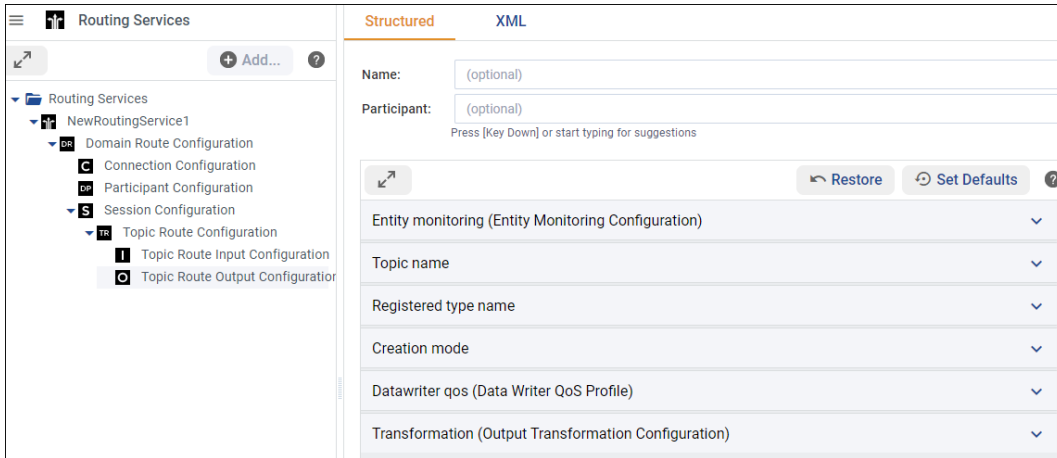 Routing Services
Add...
Routing Services
NewRoutingService1
DR Domain Route Configuration
C Connection Configuration
DP Participant Configuration
S Session Configuration
TR Topic Route Configuration
I Topic Route Input Configuration
O Topic Route Output Configuration
Structured XML
Name: (optional)
Participant: (optional)
Press [Key Down] or start typing for suggestions
Restore Set Defaults
Entity monitoring (Entity Monitoring Configuration)
Topic name
Registered type name
Creation mode
Datawriter qos (Data Writer QoS Profile)
Transformation (Output Transformation Configuration)